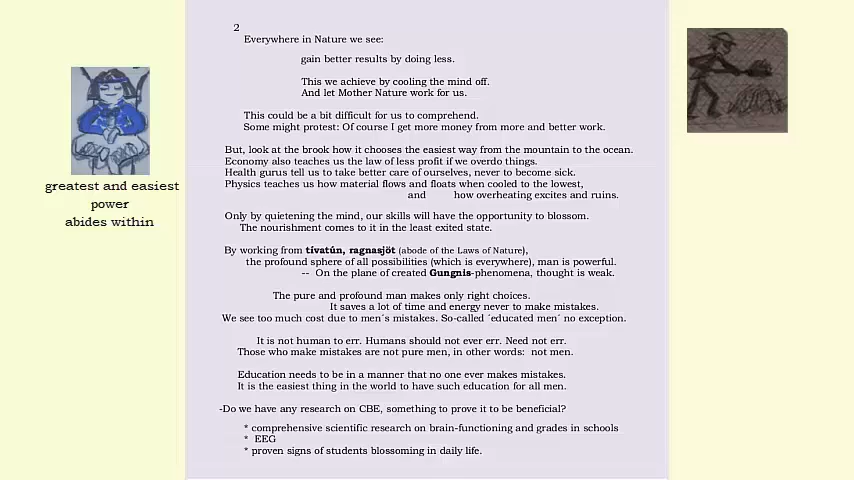 2
Everywhere in Nature we see:
gain better results by doing less.
This we achieve by cooling the mind off.
And let Mother Nature work for us.
This could be a bit difficult for us to comprehend.
Some might protest: Of course I get more money from more and better work.
But, look at the brook how it chooses the easiest way from the mountain to the ocean.
Economy also teaches us the law of less profit if we overdo things.
Health gurus tell us to take better care of ourselves, never to become sick.
Physics teaches us how material flows and floats when cooled to the lowest,
and how overheating excites and ruins.
Only by quietening the mind, our skills will have the opportunity to blossom.
The nourishment comes to it in the least exited state.
By working from tívatún, ragnasjöt (abode of the Laws of Nature),
the profound sphere of all possibilities (which is everywhere), man is powerful.
-- On the plane of created Gungnis-phenomena, thought is weak.
The pure and profound man makes only right choices.
It saves a lot of time and energy never to make mistakes.
We see too much cost due to men´s mistakes. So-called ´educated men´ no exception.
It is not human to err. Humans should not ever err. Need not err.
Those who make mistakes are not pure men, in other words: not men.
Education needs to be in a manner that no one ever makes mistakes.
It is the easiest thing in the world to have such education for all men.
-Do we have any research on CBE, something to prove it to be beneficial?
* comprehensive scientific research on brain-functioning and grades in schools
* EEG
* proven signs of students blossoming in daily life.
greatest and easiest
power
abides within